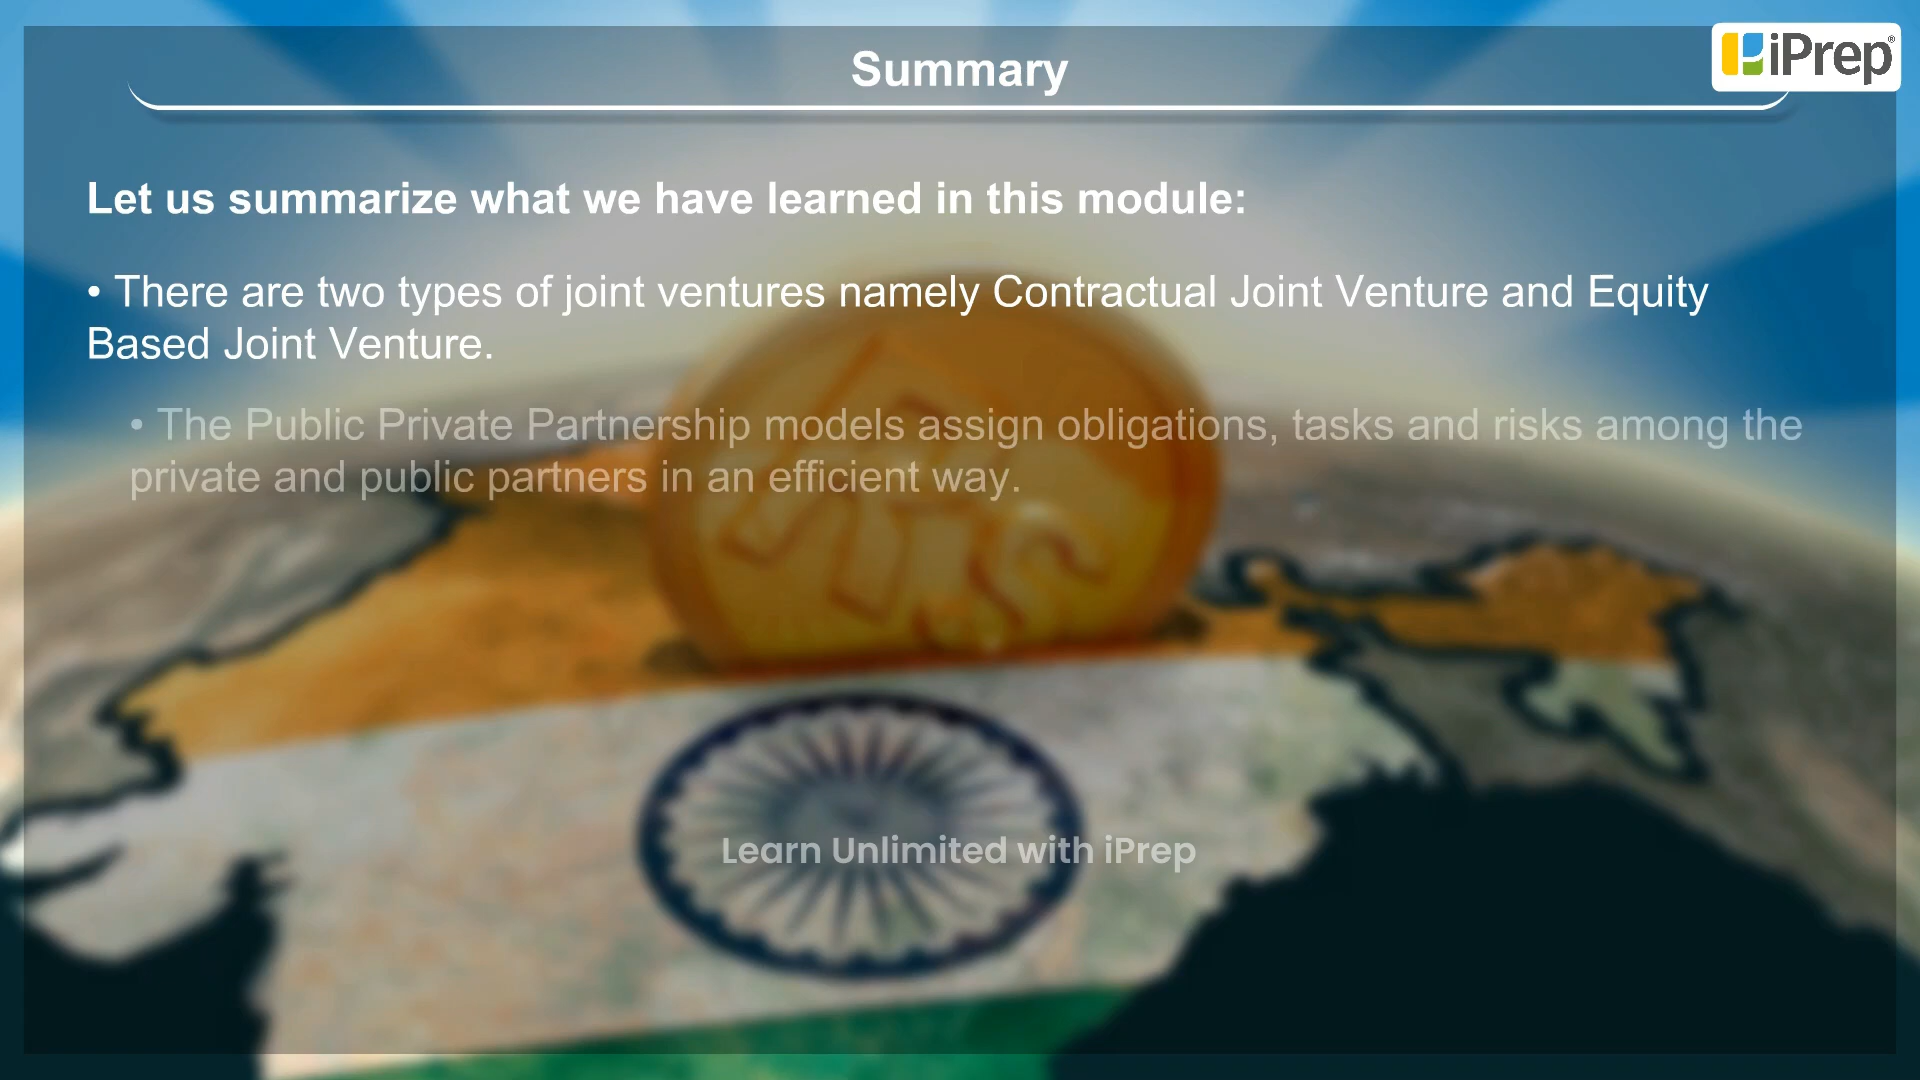 Summary
iPrep®
Let us summarize what we have learned in this module:
• There are two types of joint ventures namely Contractual Joint Venture and Equity
Based Joint Venture.
• The Public Private Partnership models assign obligations, tasks and risks among the
private and public partners in an efficient way.
Learn Unlimited with iPrep